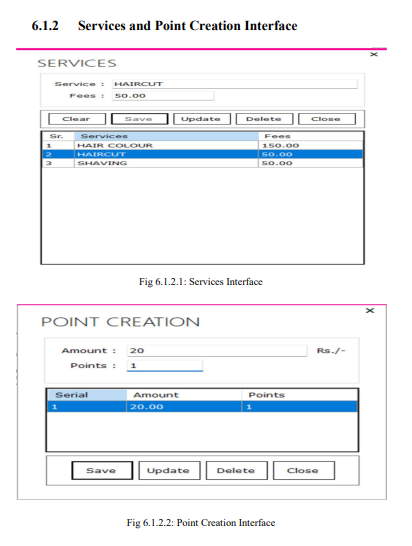 6.1.2 Services and Point Creation Interface
×
SERVICES
Service : HAIRCUT
Fees : 50.00
Clear Save Update Delete Close
Sr. Services Fees
1 HAIR COLOUR 150.00
2 HAIRCUT 50.00
3 SHAVING 50.00
Fig 6.1.2.1: Services Interface
×
POINT CREATION
Amount : 20 Rs./-
Points : 1
Serial Amount Points
1 20.00 1
Save Update Delete Close
Fig 6.1.2.2: Point Creation Interface